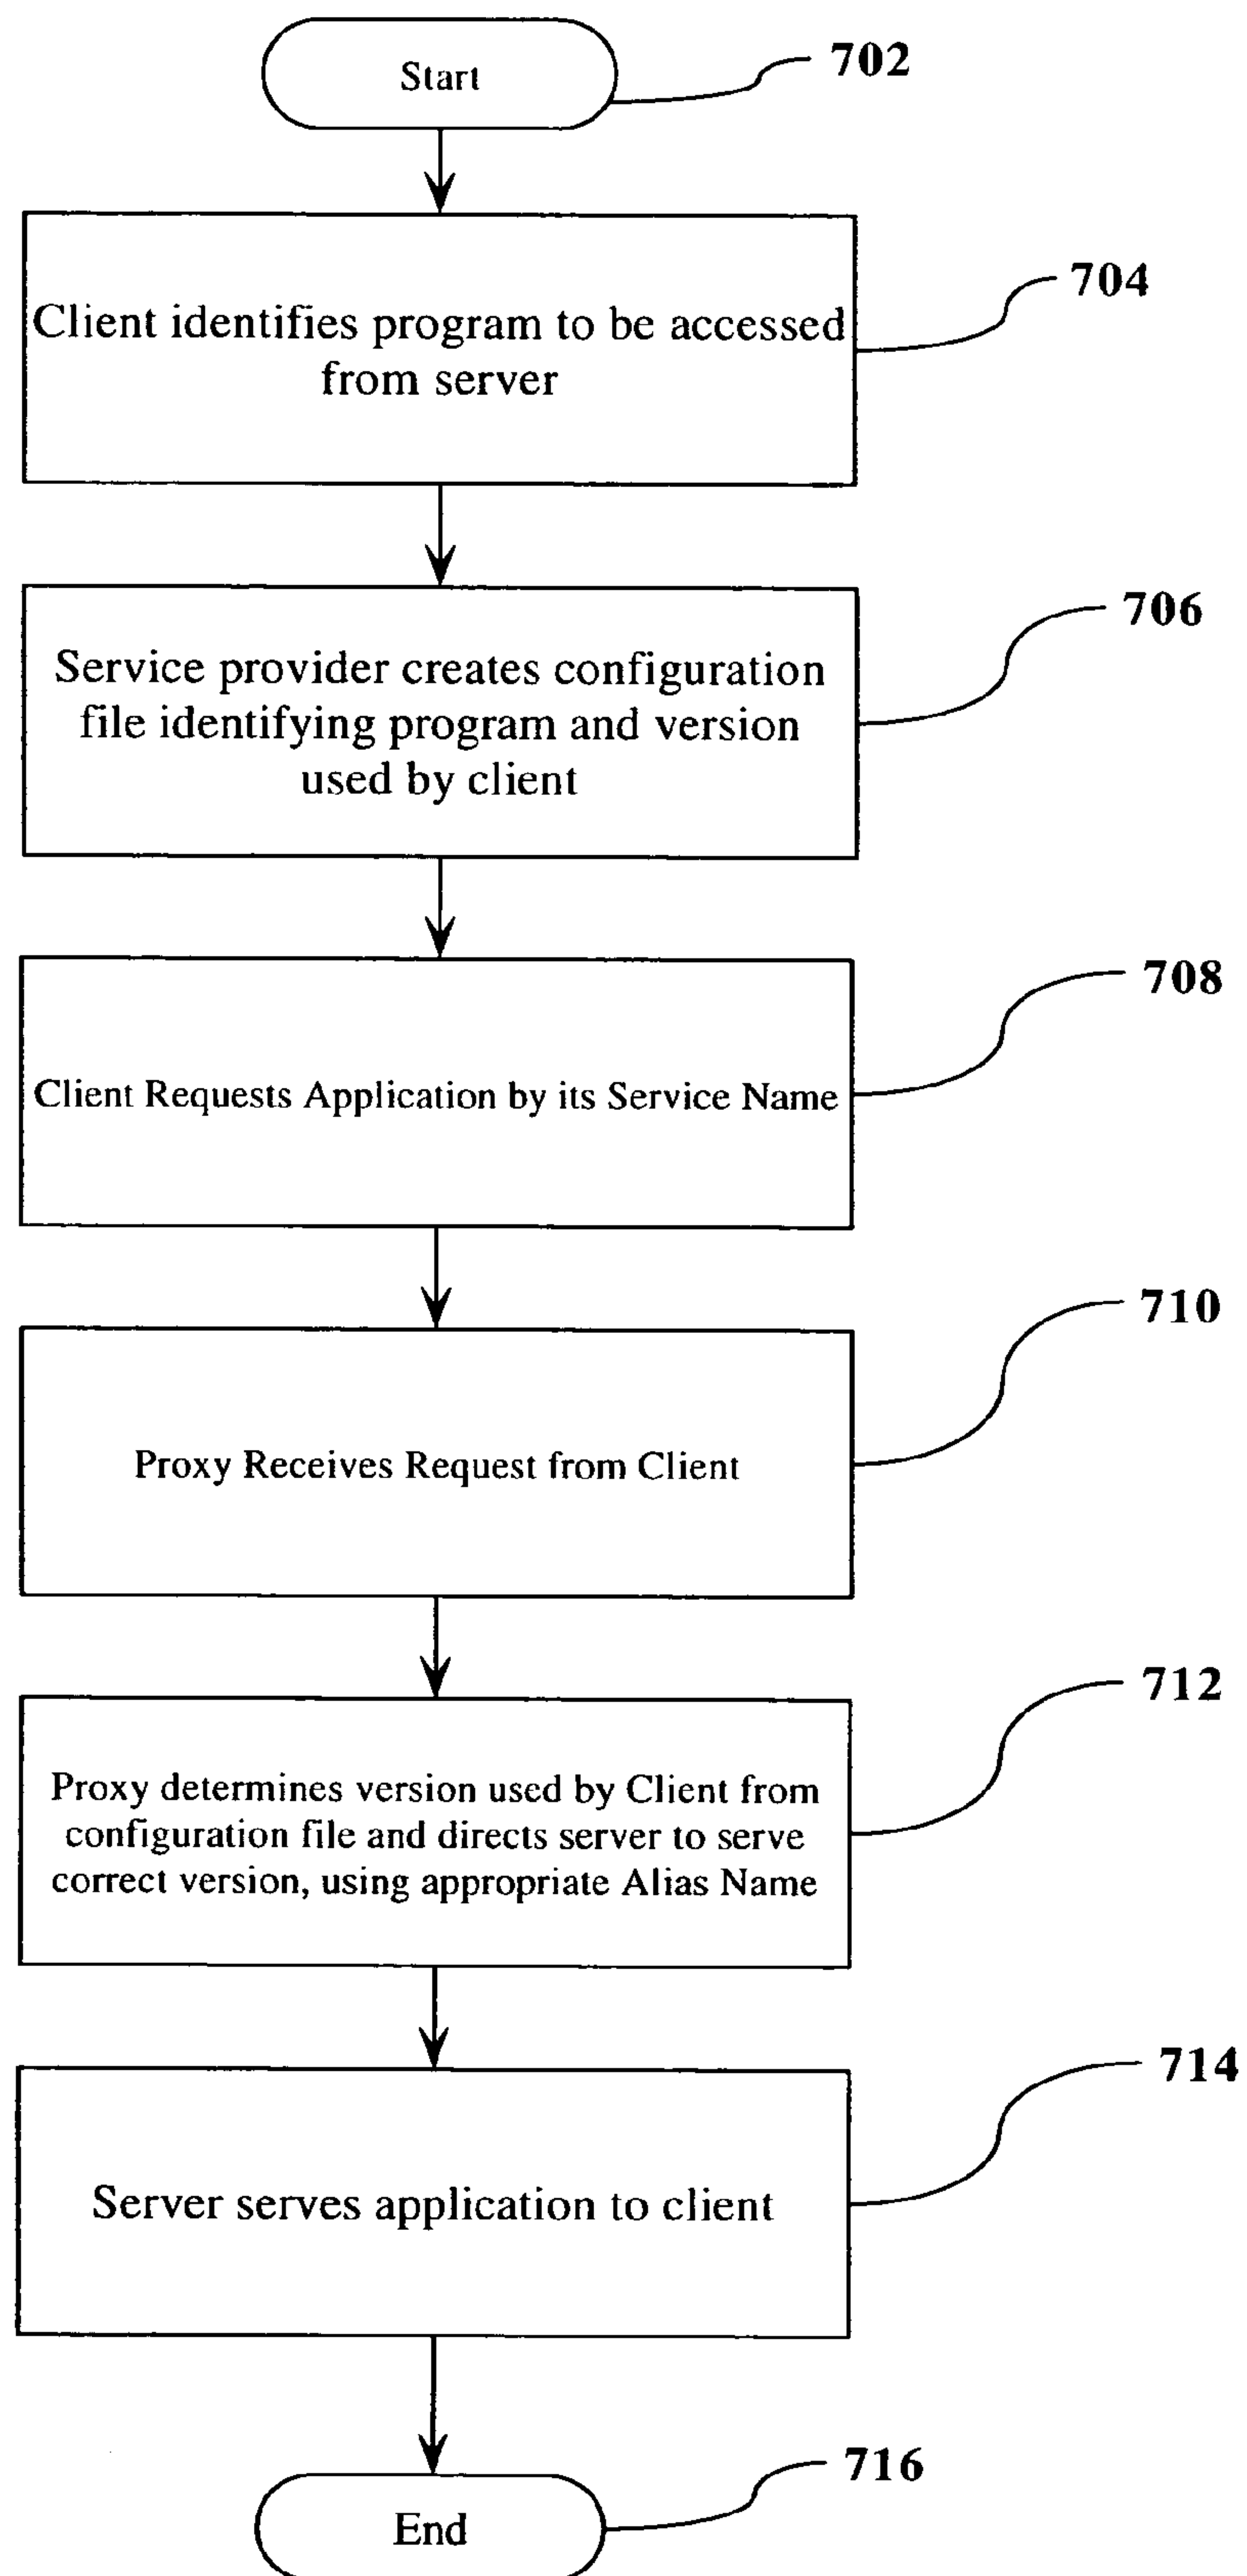 Start
702
Client identifies program to be accessed
from server
704
Service provider creates configuration
file identifying program and version
used by client
706
Client Requests Application by its Service Name
708
Proxy Receives Request from Client
710
Proxy determines version used by Client from
configuration file and directs server to serve
correct version, using appropriate Alias Name
712
Server serves application to client
714
End
716